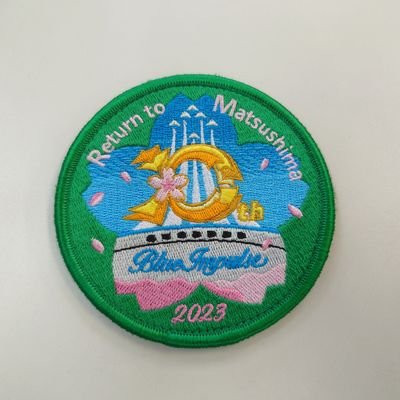 Return to Matsushima
10th
Blue Impulse
2023